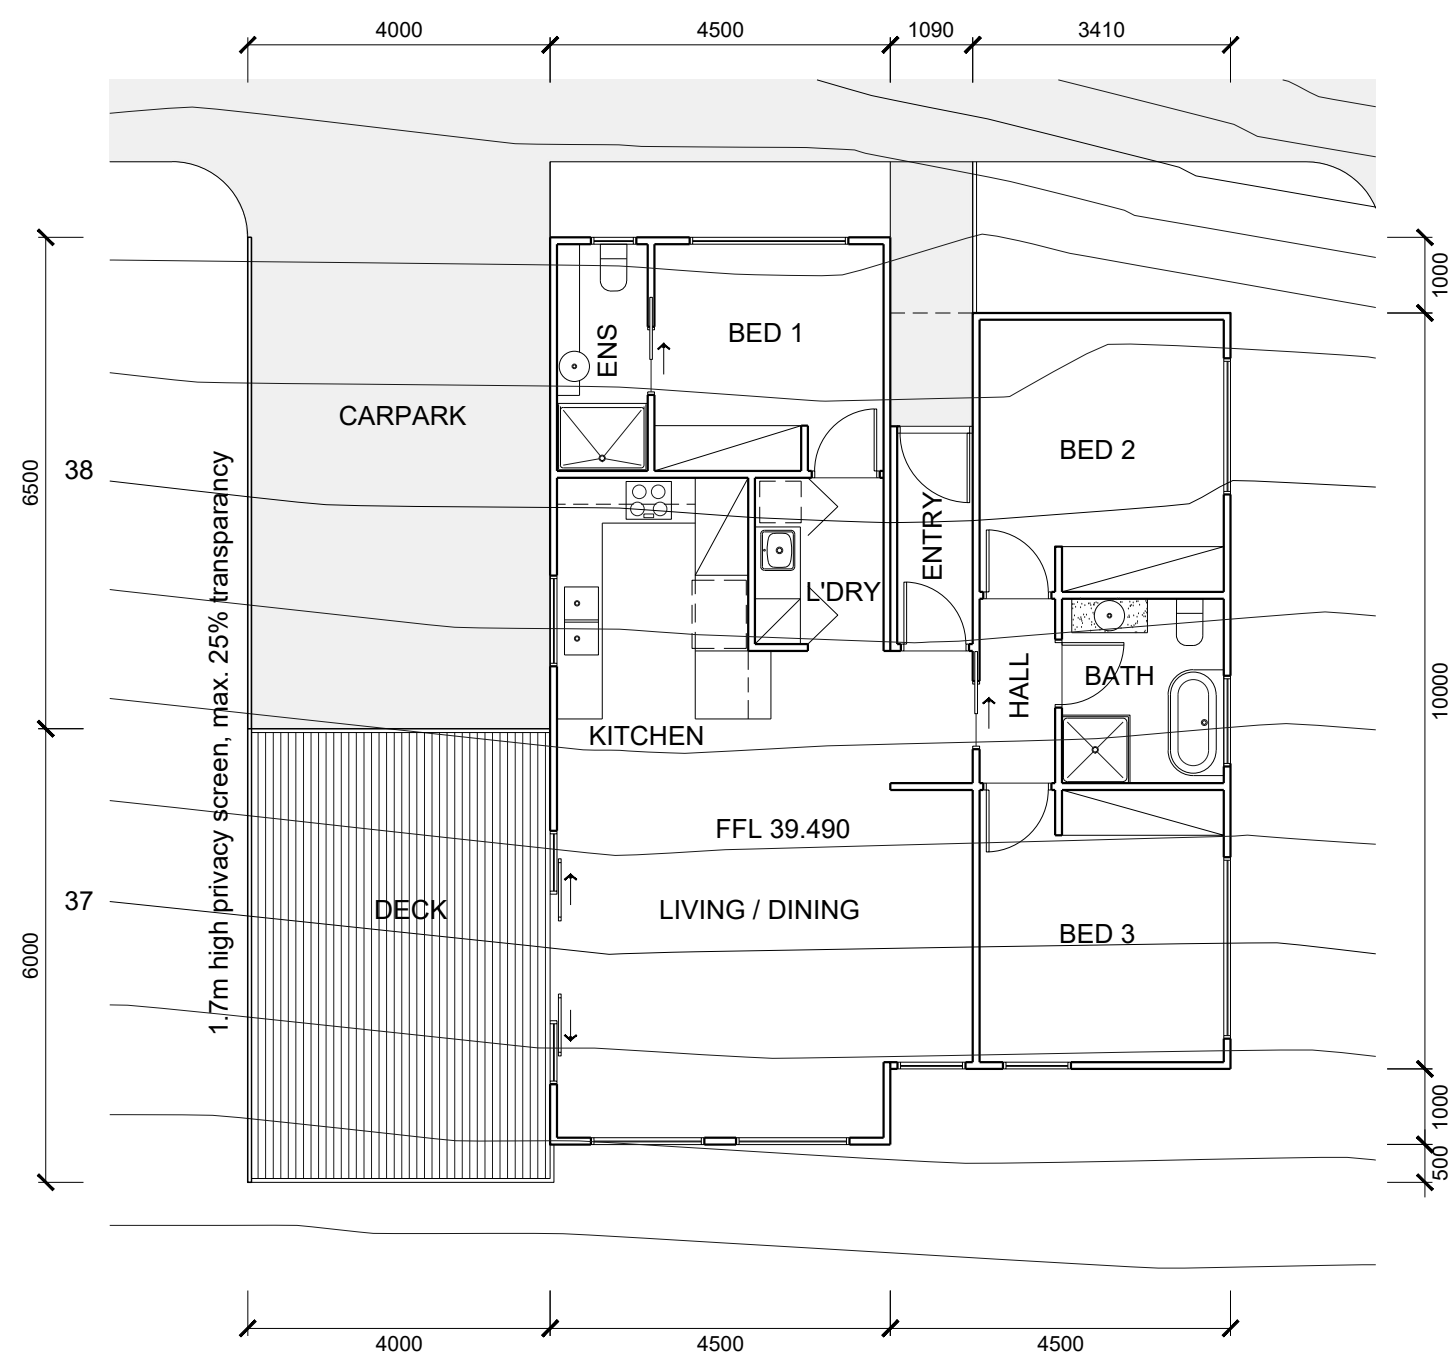 4000
4500
1090
3410
1000
BED 1
ENS
CARPARK
BED 2
38
6500
1.7m high privacy screen, max. 25% transparancy
ENTRY
L'DRY
HALL
BATH
10000
KITCHEN
FFL 39.490
37
DECK
LIVING / DINING
BED 3
6000
1000
500
4000
4500
4500